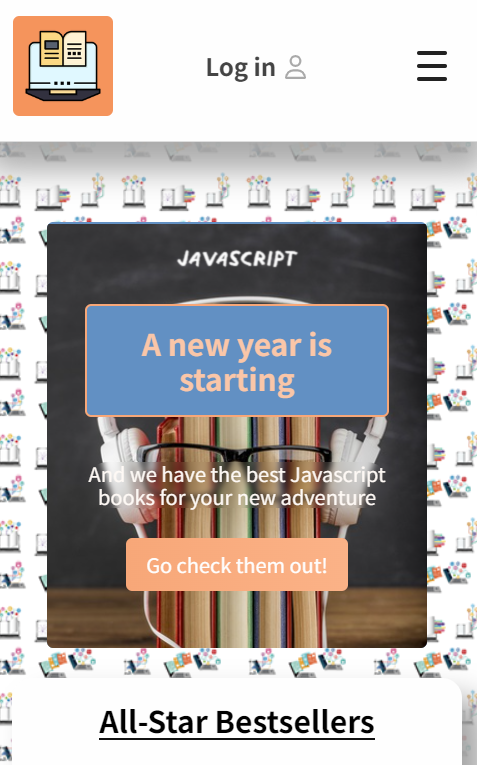 Log in
JAVASCRIPT
A new year is
starting
And we have the best Javascript
books for your new adventure
Go check them out!
All-Star Bestsellers